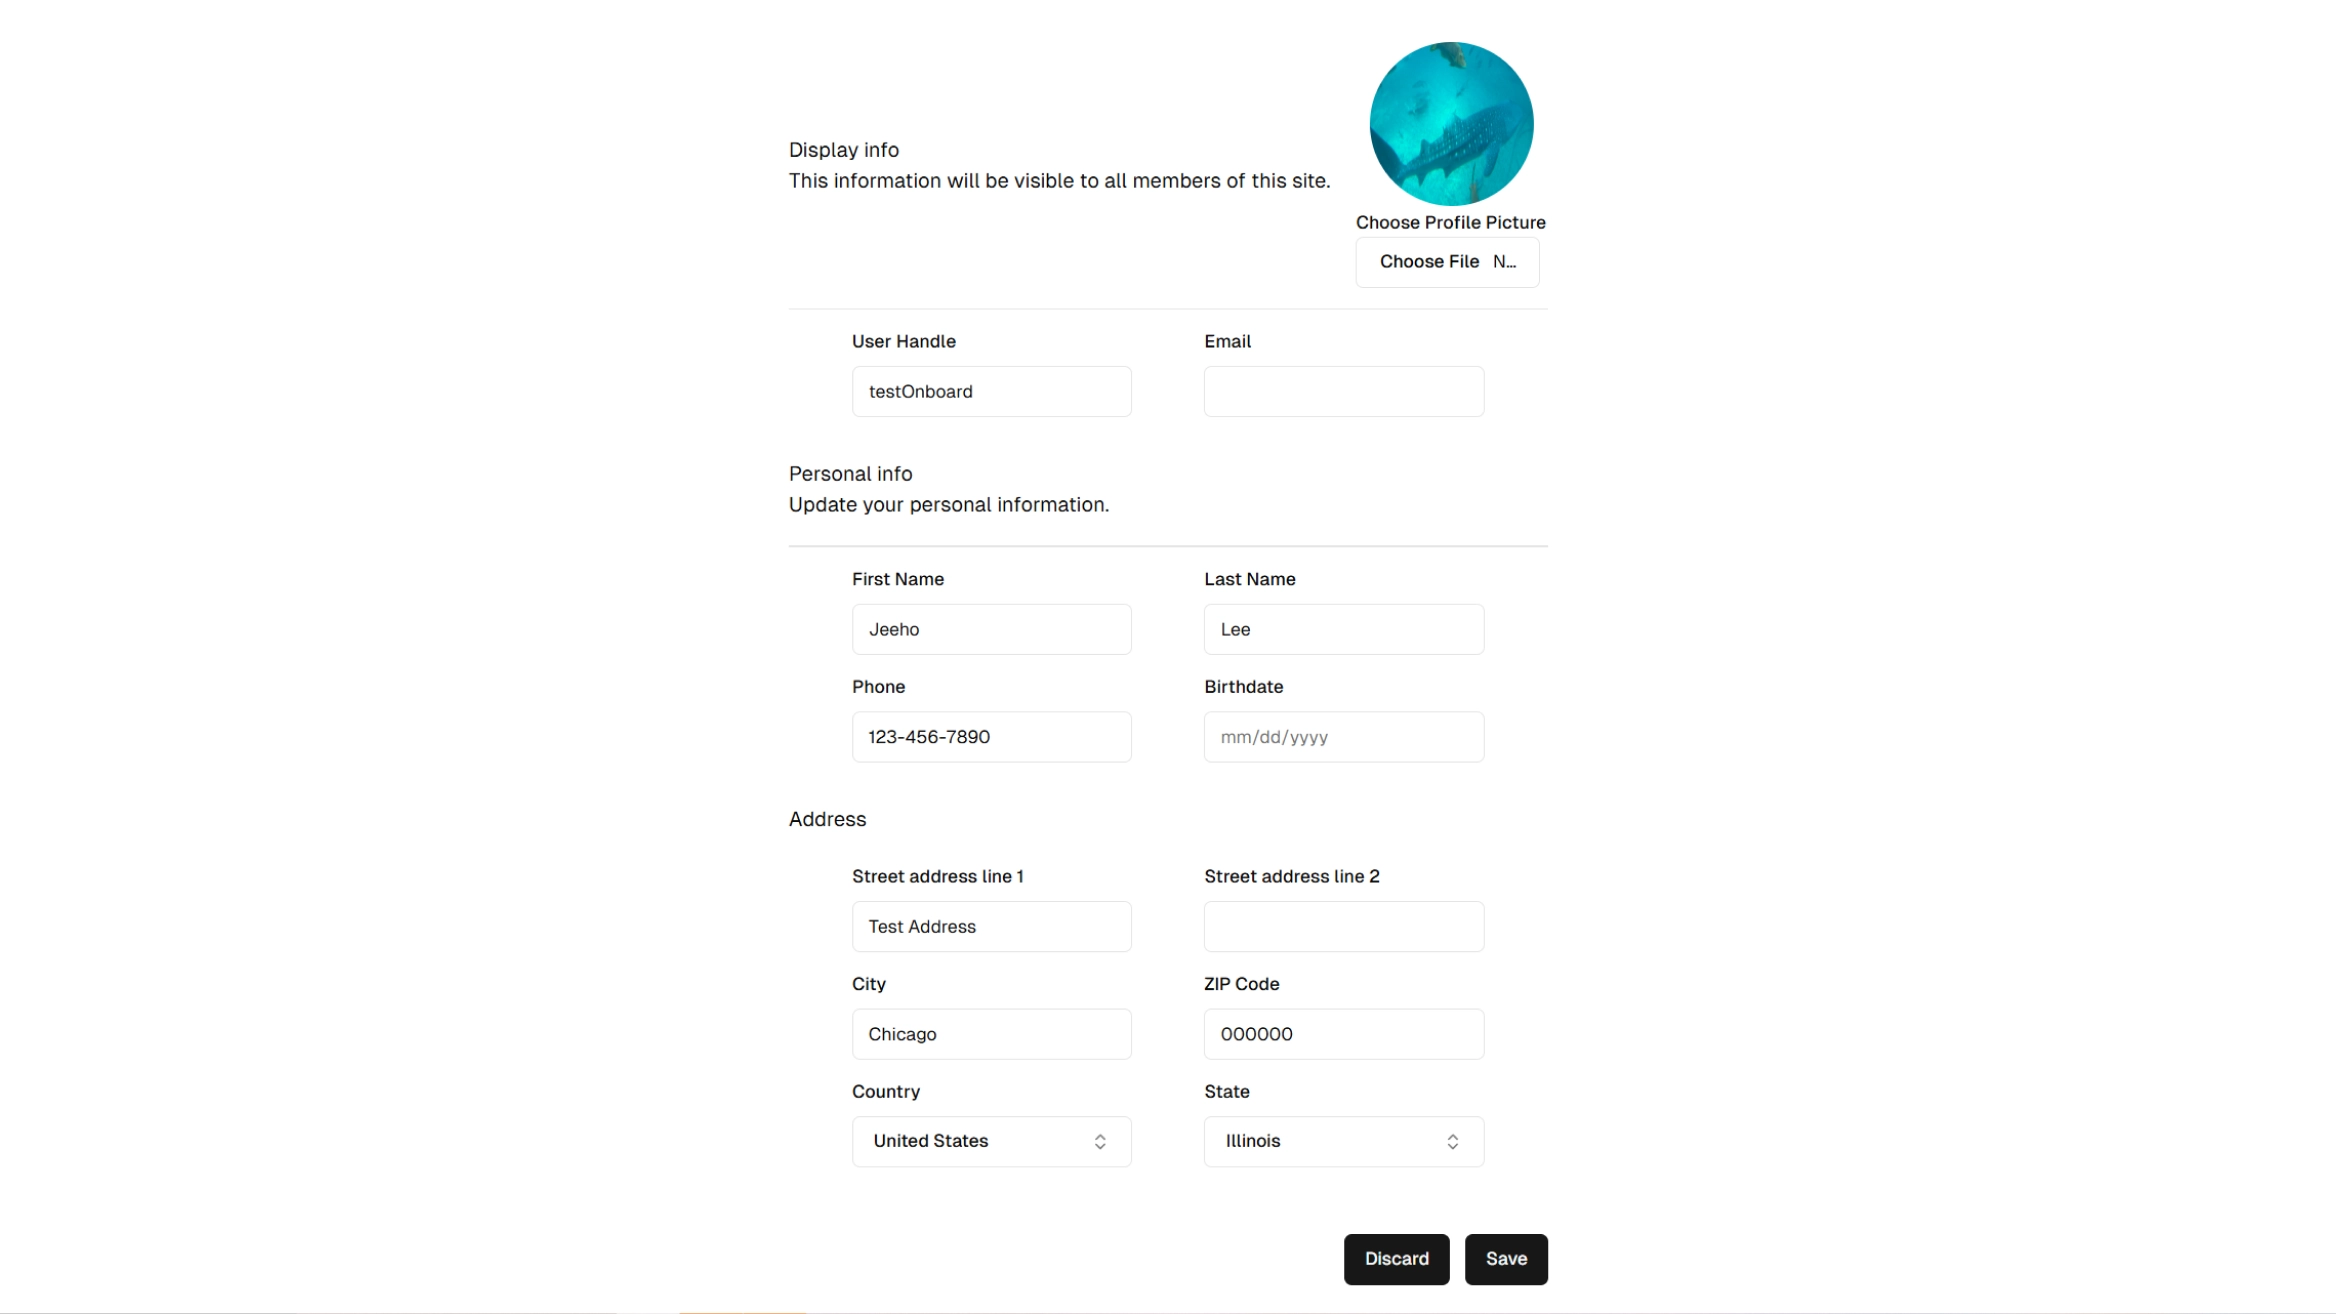 Display info
This information will be visible to all members of this site.
Choose Profile Picture
Choose File N...
User Handle
Email
testOnboard
Personal info
Update your personal information.
First Name
Last Name
Jeeho
Lee
Phone
Birthdate
123-456-7890
mm/dd/yyyy
Address
Street address line 1
Street address line 2
Test Address
City
ZIP Code
Chicago
000000
Country
State
United States
Illinois
Discard
Save